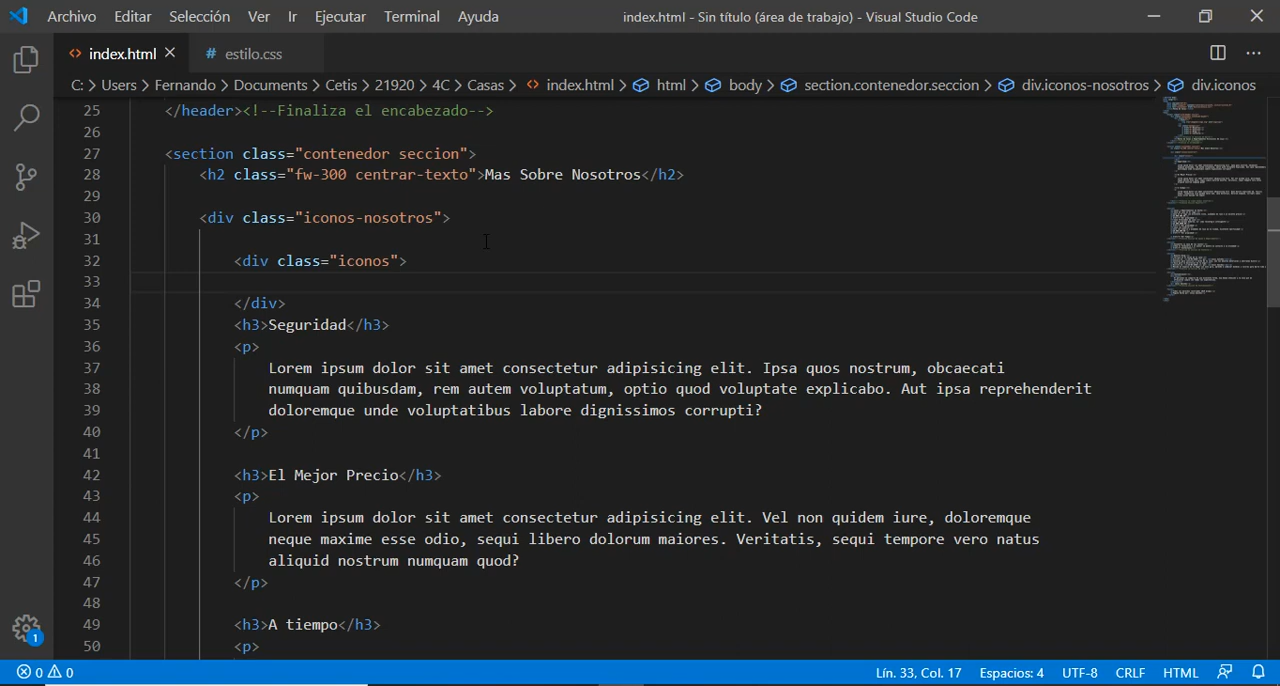 Archivo Editar Selección Ver Ir Ejecutar Terminal Ayuda index.html - Sin título (área de trabajo) - Visual Studio Code
index.html estilo.css
C: > Users > Fernando > Documents > Cetis > 21920 > 4C > Casas > index.html > html > body > section.contenedor.seccion > div.iconos-nosotros > div.iconos
25 </header><!--Finaliza el encabezado-->
26
27 <section class="contenedor seccion">
28 <h2 class="fw-300 centrar-texto">Mas Sobre Nosotros</h2>
29
30 <div class="iconos-nosotros">
31
32 <div class="iconos">
33
34 </div>
35 <h3>Seguridad</h3>
36 <p>
37 Lorem ipsum dolor sit amet consectetur adipisicing elit. Ipsa quos nostrum, obcaecati
38 numquam quibusdam, rem autem voluptatum, optio quod voluptate explicabo. Aut ipsa reprehenderit
39 doloremque unde voluptatibus labore dignissimos corrupti?
40 </p>
41
42 <h3>El Mejor Precio</h3>
43 <p>
44 Lorem ipsum dolor sit amet consectetur adipisicing elit. Vel non quidem iure, doloremque
45 neque maxime esse odio, sequi libero dolorum maiores. Veritatis, sequi tempore vero natus
46 aliquid nostrum numquam quod?
47 </p>
48
49 <h3>A tiempo</h3>
50 <p>
1
0 0 Lín. 33, Col. 17 Espacios: 4 UTF-8 CRLF HTML